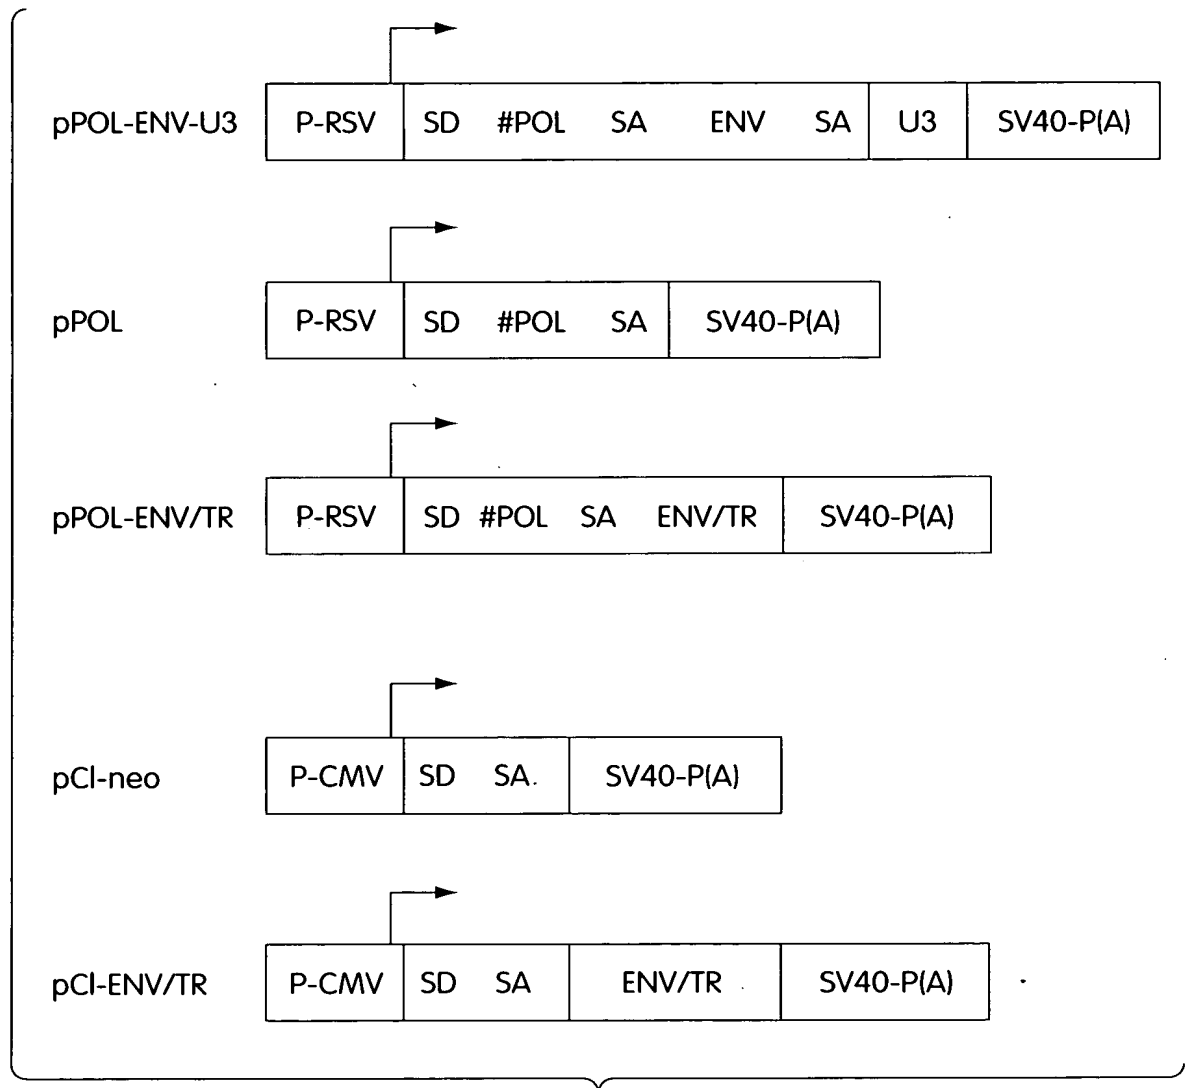 pPOL-ENV-U3 P-RSV SD #POL SA ENV SA U3 SV40-P(A)
pPOL P-RSV SD #POL SA SV40-P(A)
pPOL-ENV/TR P-RSV SD #POL SA ENV/TR SV40-P(A)
pCI-neo P-CMV SD SA SV40-P(A)
pCI-ENV/TR P-CMV SD SA ENV/TR SV40-P(A)